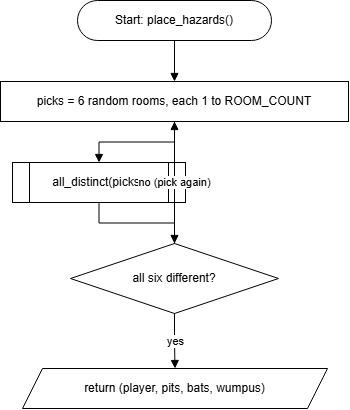 Start: place_hazards()
picks = 6 random rooms, each 1 to ROOM_COUNT
all_distinct(picks
no (pick again)
all six different?
yes
return (player, pits, bats, wumpus)